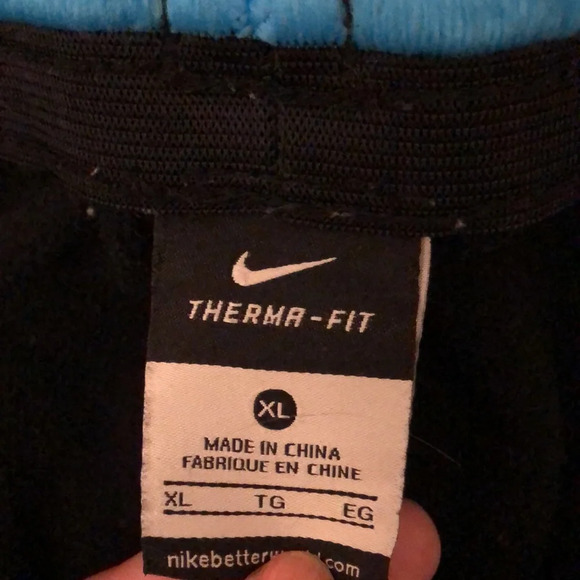 THERMA-FIT
XL
MADE IN CHINA
FABRIQUE EN CHINE
XL TG EG